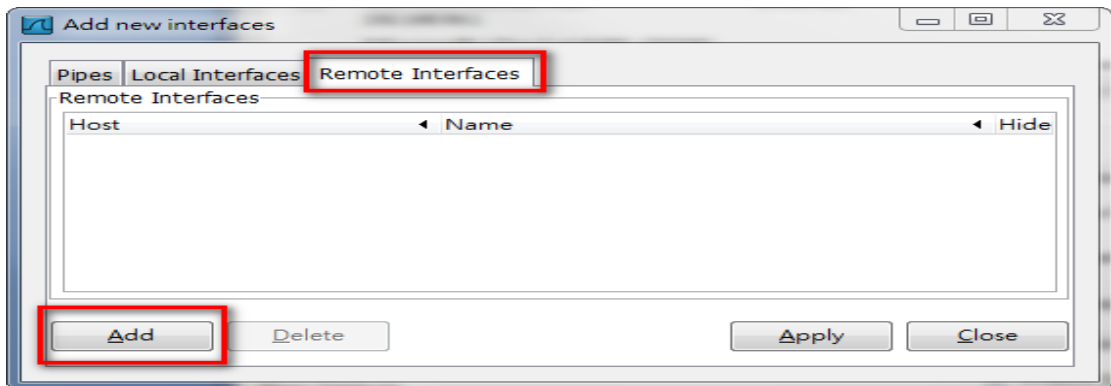 Add new interfaces
Pipes Local Interfaces Remote Interfaces
Remote Interfaces
Host Name Hide
Add Delete Apply Close